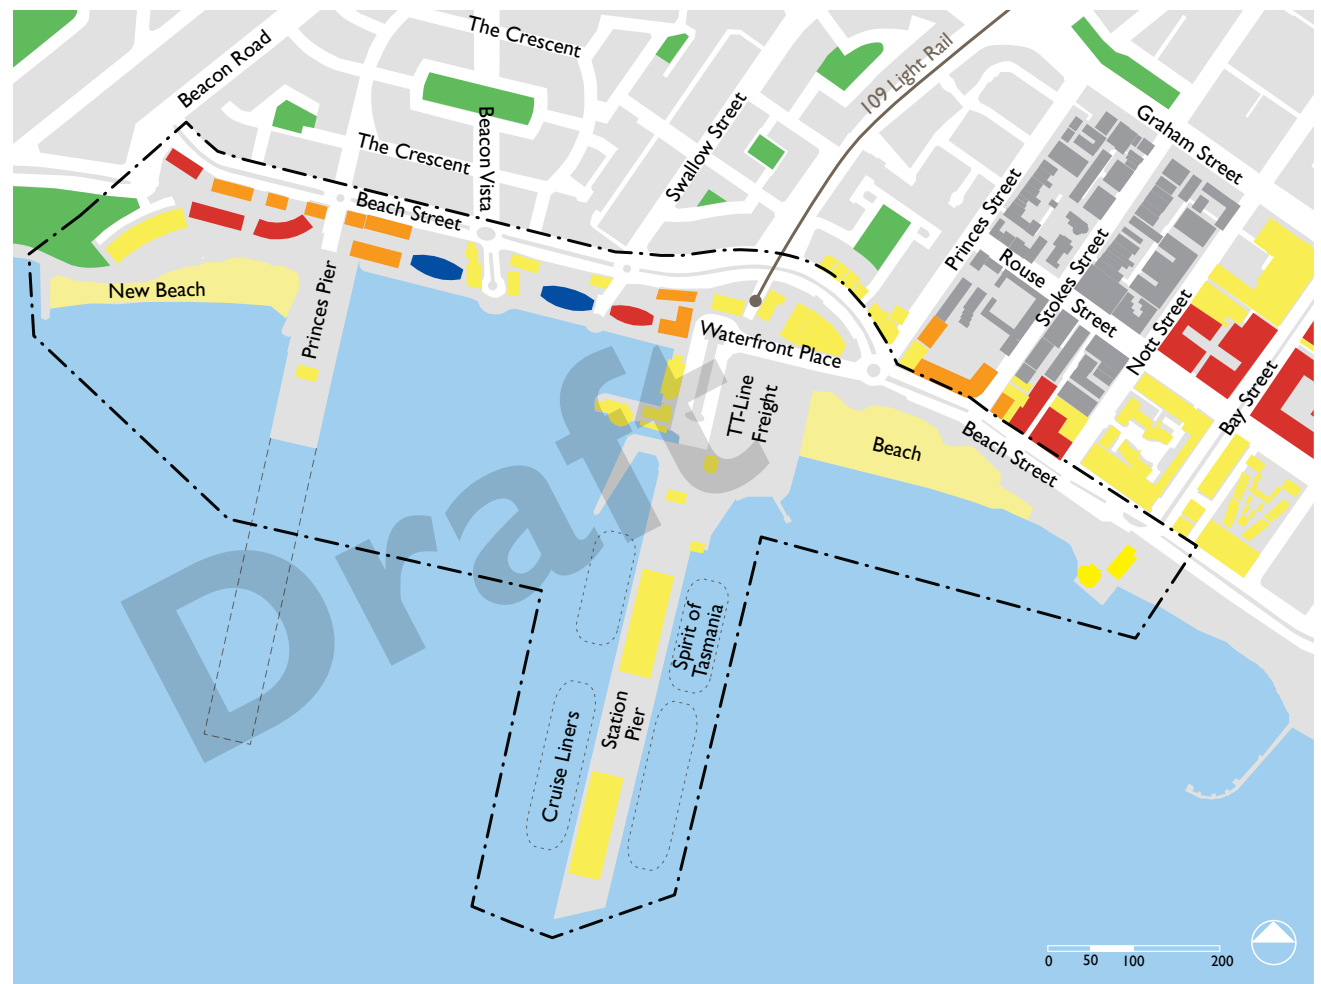 The Crescent
Beacon Road
109 Light Rail
Graham Street
Beacon Vista
Swallow Street
The Crescent
Princes Street
Beach Street
Rouse
Street
Stokes Street
New Beach
Princes Pier
Nott Street
Waterfront Place
Bay Street
TT-Line
Freight
Beach
Beach Street
Draft
Spirit of
Tasmania
Station
Pier
Cruise Liners
0 50 100 200